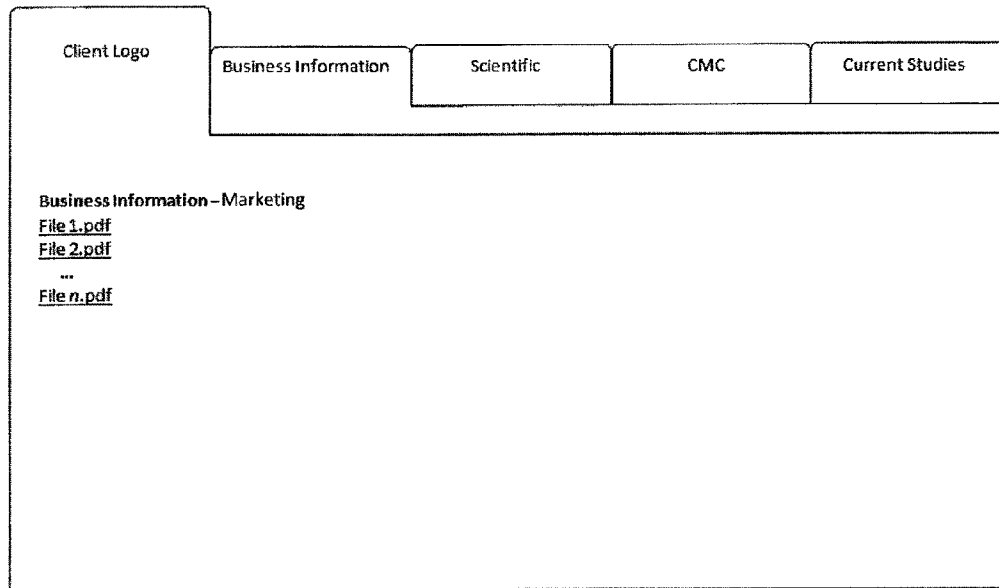 Client Logo
Business Information
Scientific
CMC
Current Studies
Business Information – Marketing
File 1.pdf
File 2.pdf
...
File n.pdf